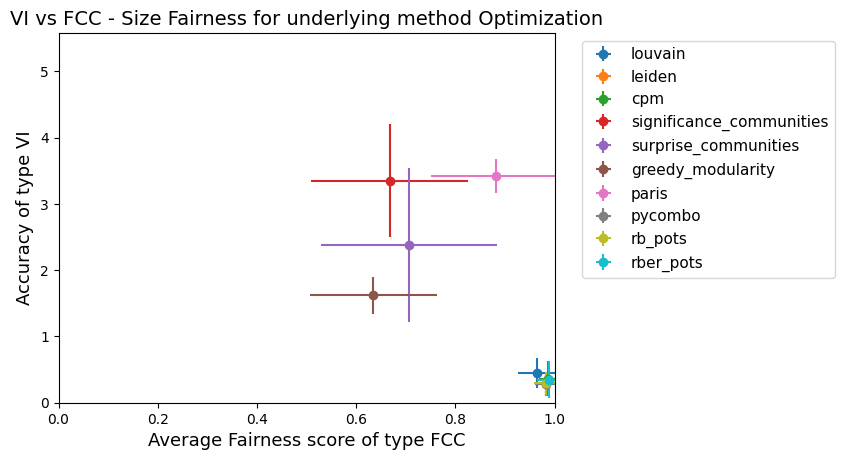 VI vs FCC - Size Fairness for underlying method Optimization
Accuracy of type VI
5
4
3
2
1
0
0.0 0.2 0.4 0.6 0.8 1.0
Average Fairness score of type FCC
louvain
leiden
cpm
significance_communities
surprise_communities
greedy_modularity
paris
pycombo
rb_pots
rber_pots